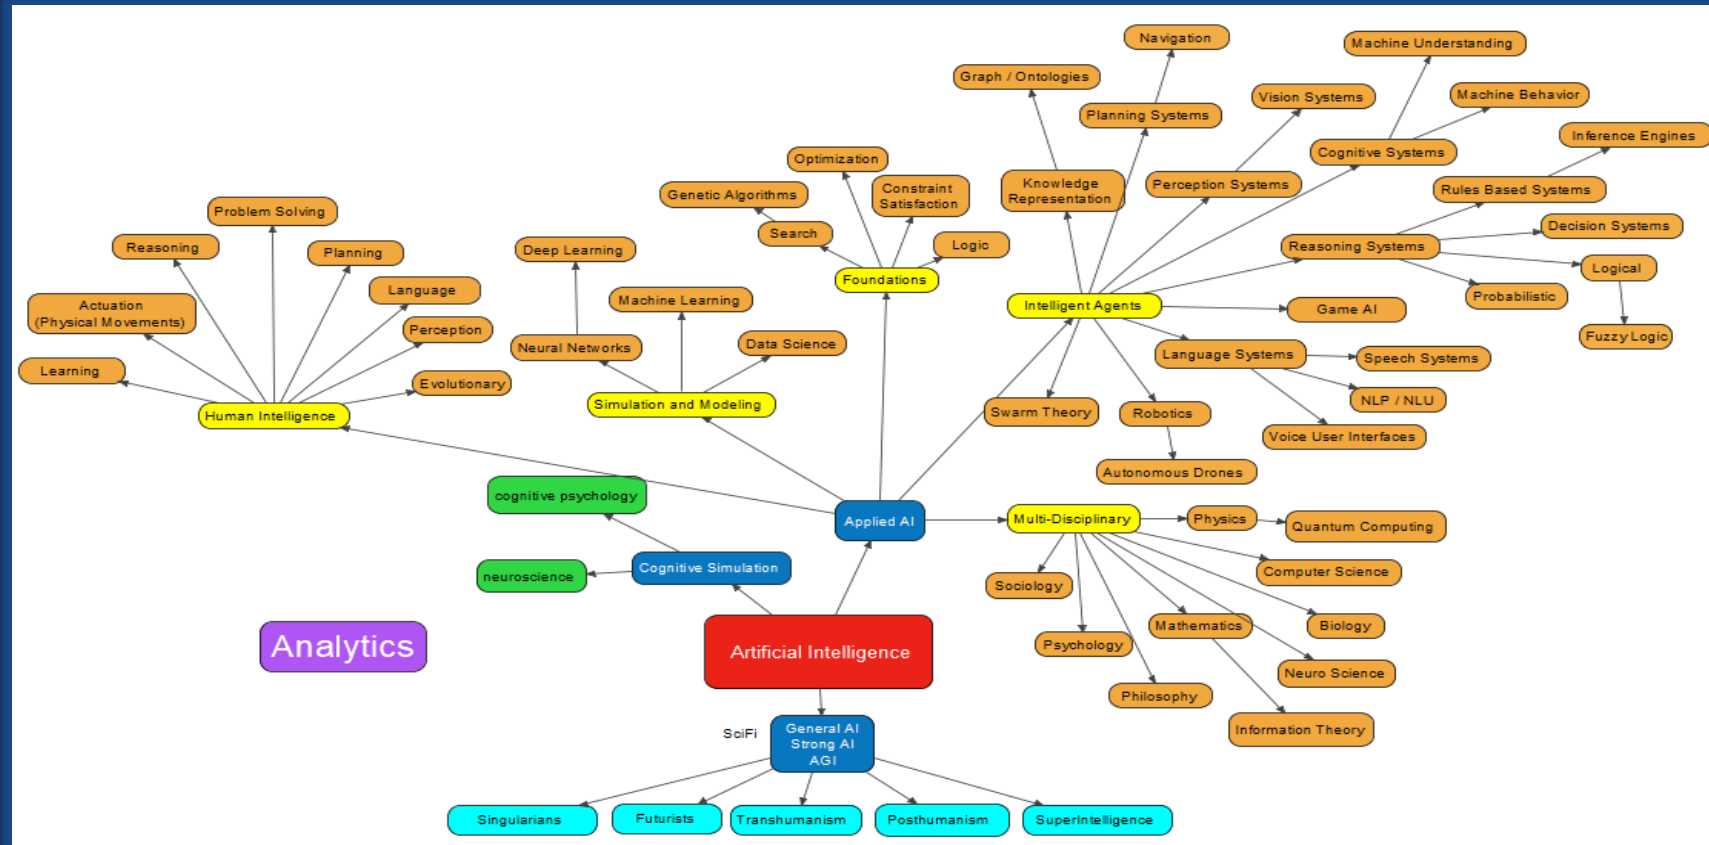 Navigation
Machine Understanding
Graph / Ontologies
Vision Systems
Machine Behavior
Planning Systems
Inference Engines
Optimization
Cognitive Systems
Genetic Algorithms
Constraint
Satisfaction
Knowledge
Representation
Perception Systems
Rules Based Systems
Problem Solving
Search
Decision Systems
Reasoning
Planning
Deep Learning
Logic
Reasoning Systems
Logical
Foundations
Language
Machine Learning
Probabilistic
Actuation
(Physical Movements)
Intelligent Agents
Game AI
Perception
Neural Networks
Data Science
Fuzzy Logic
Language Systems
Speech Systems
Learning
Evolutionary
NLP / NLU
Human Intelligence
Simulation and Modeling
Swarm Theory
Robotics
Voice User Interfaces
Autonomous Drones
cognitive psychology
Applied AI
Multi-Disciplinary
Physics
Quantum Computing
neuroscience
Cognitive Simulation
Sociology
Computer Science
Mathematics
Biology
Analytics
Artificial Intelligence
Psychology
Neuro Science
Philosophy
Information Theory
SciFi
General AI
Strong AI
AGI
Singularians
Futurists
Transhumanism
Posthumanism
SuperIntelligence